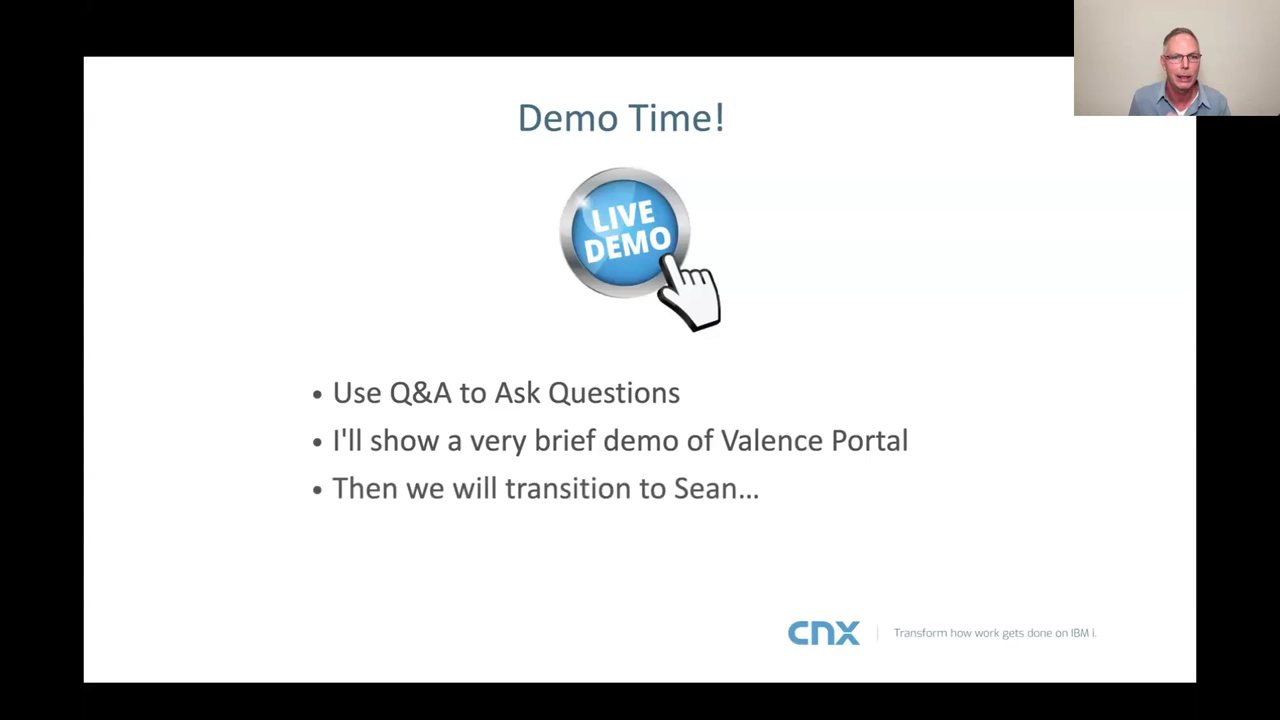 Demo Time!
LIVE
DEMO
• Use Q&A to Ask Questions
• I'll show a very brief demo of Valence Portal
• Then we will transition to Sean...
cnx | Transform how work gets done on IBM i.